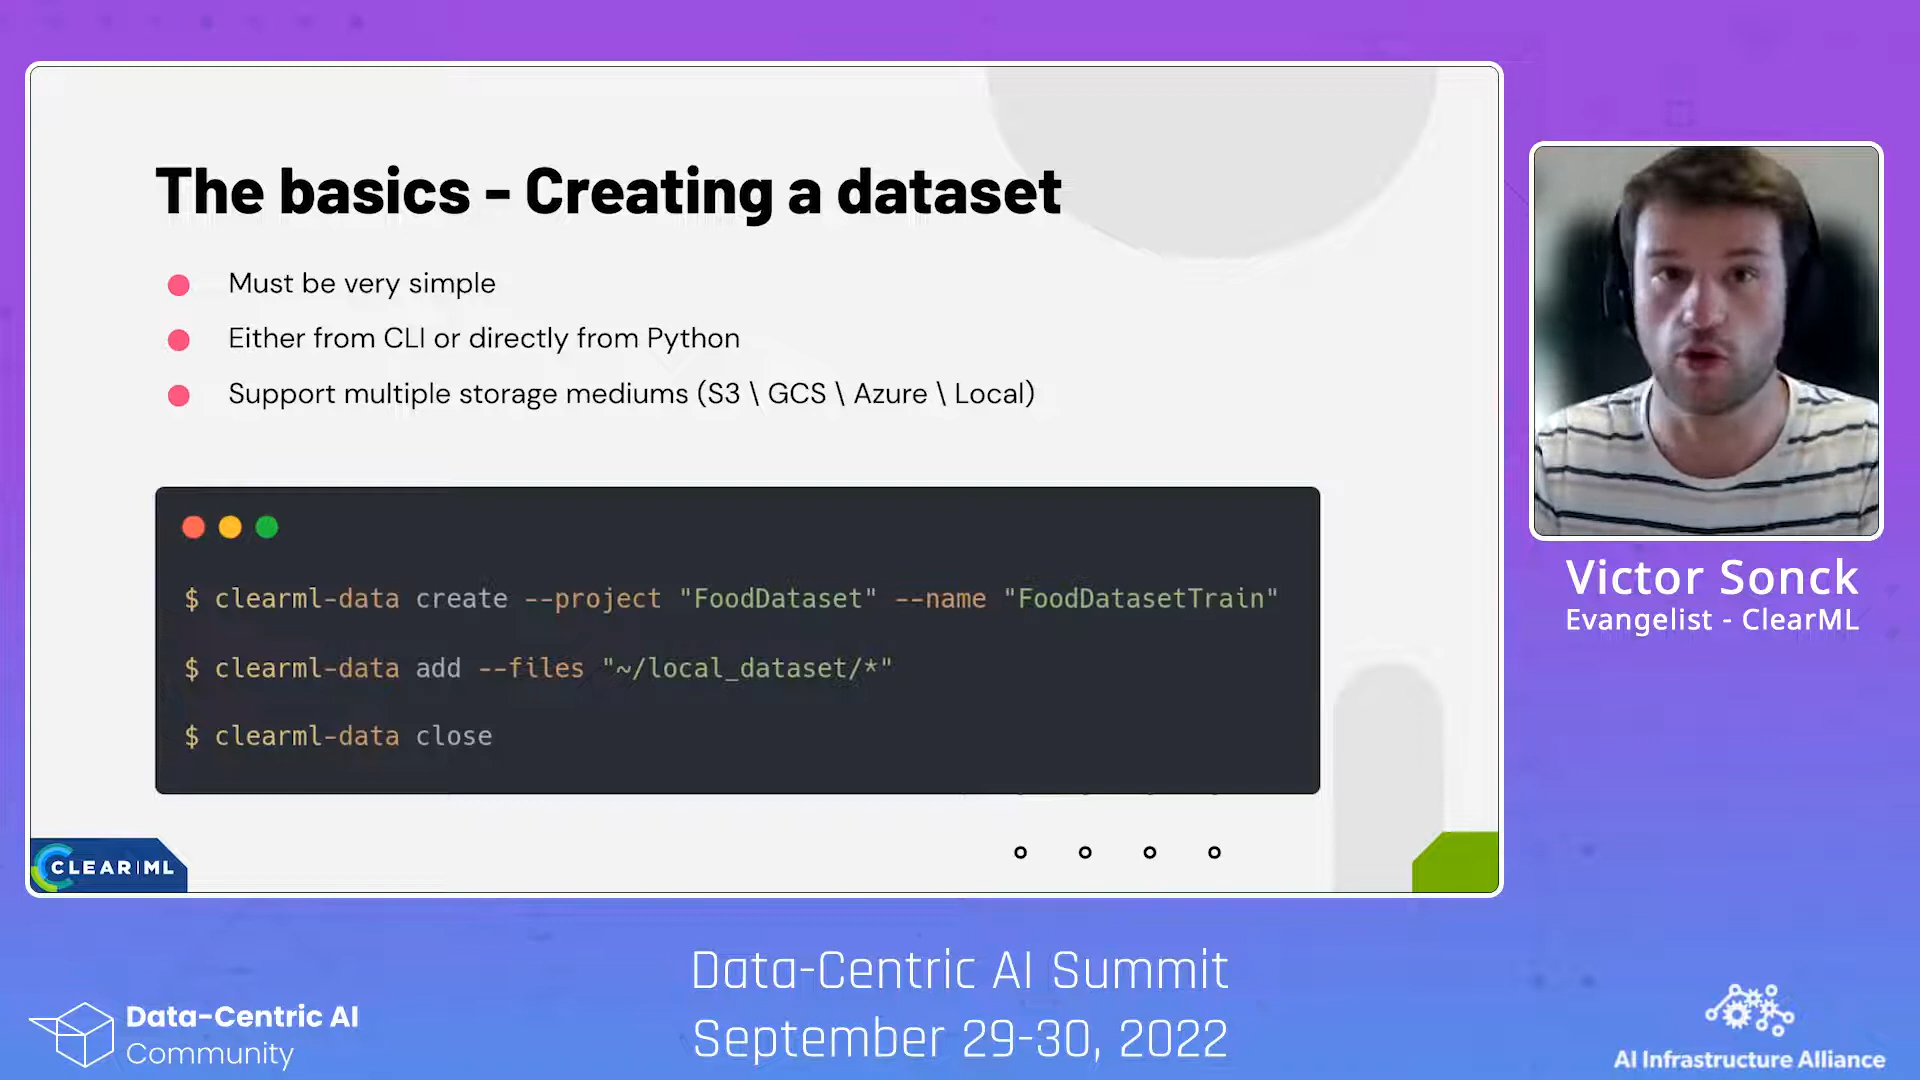 The basics - Creating a dataset
Must be very simple
Either from CLI or directly from Python
Support multiple storage mediums (S3 \ GCS \ Azure \ Local)
$ clearml-data create --project "FoodDataset" --name "FoodDatasetTrain"
$ clearml-data add --files "~/local_dataset/*"
$ clearml-data close
CLEAR|ML
Victor Sonck
Evangelist - ClearML
Data-Centric AI Summit
September 29-30, 2022
Data-Centric AI
Community
AI Infrastructure Alliance